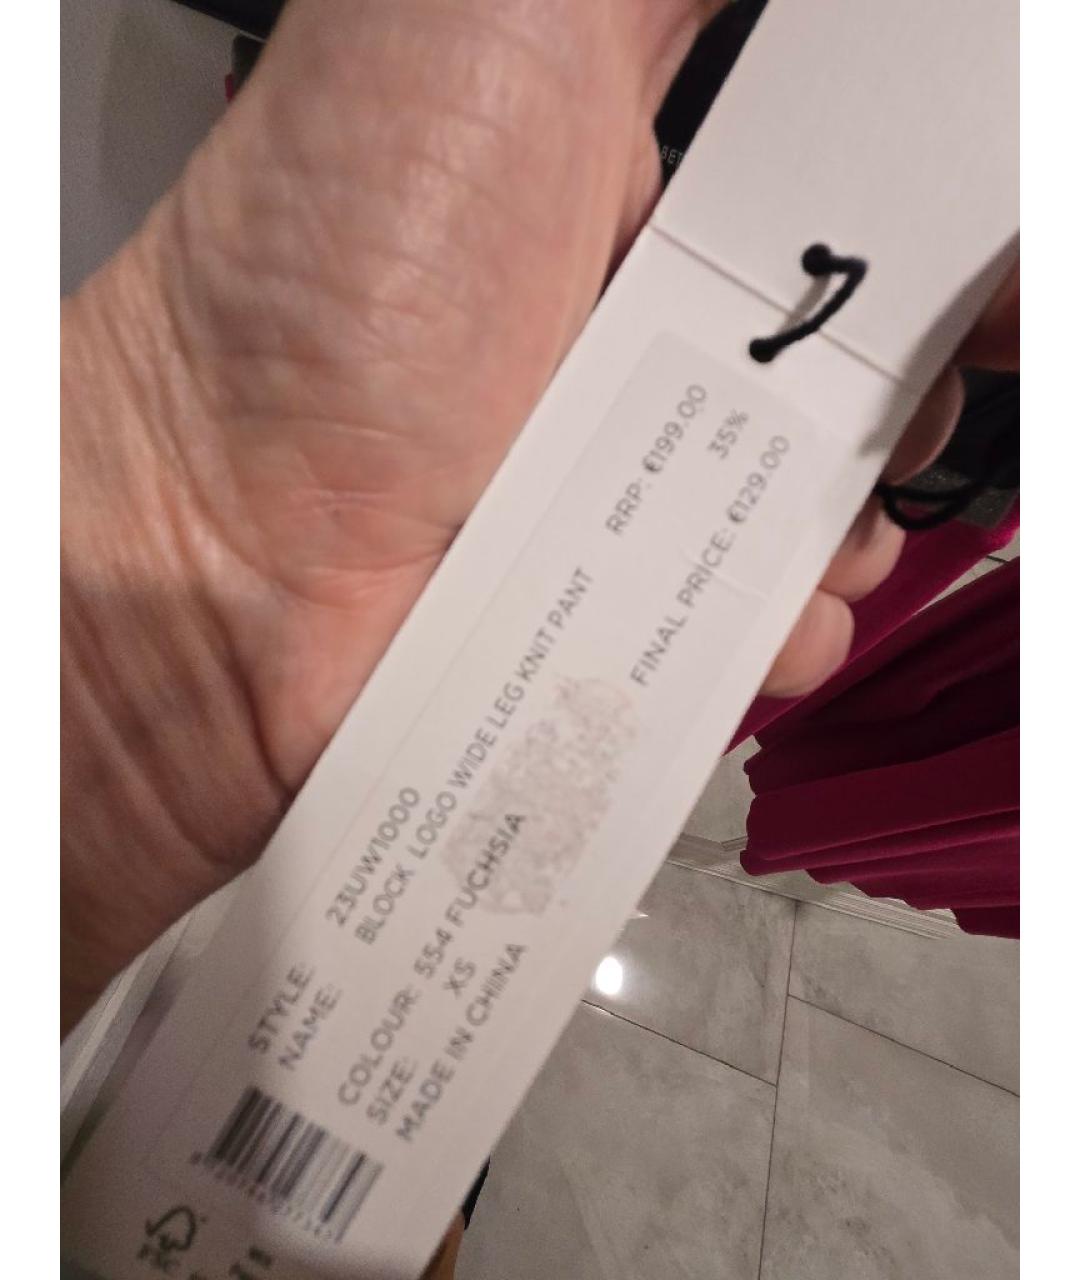 RRP: €199.00
35%
FINAL PRICE: €129.00
STYLE: 23UW1000
NAME: BLOCK LOGO WIDE LEG KNIT PANT
COLOUR: 554 FUCHSIA
SIZE: XS
MADE IN CHINA